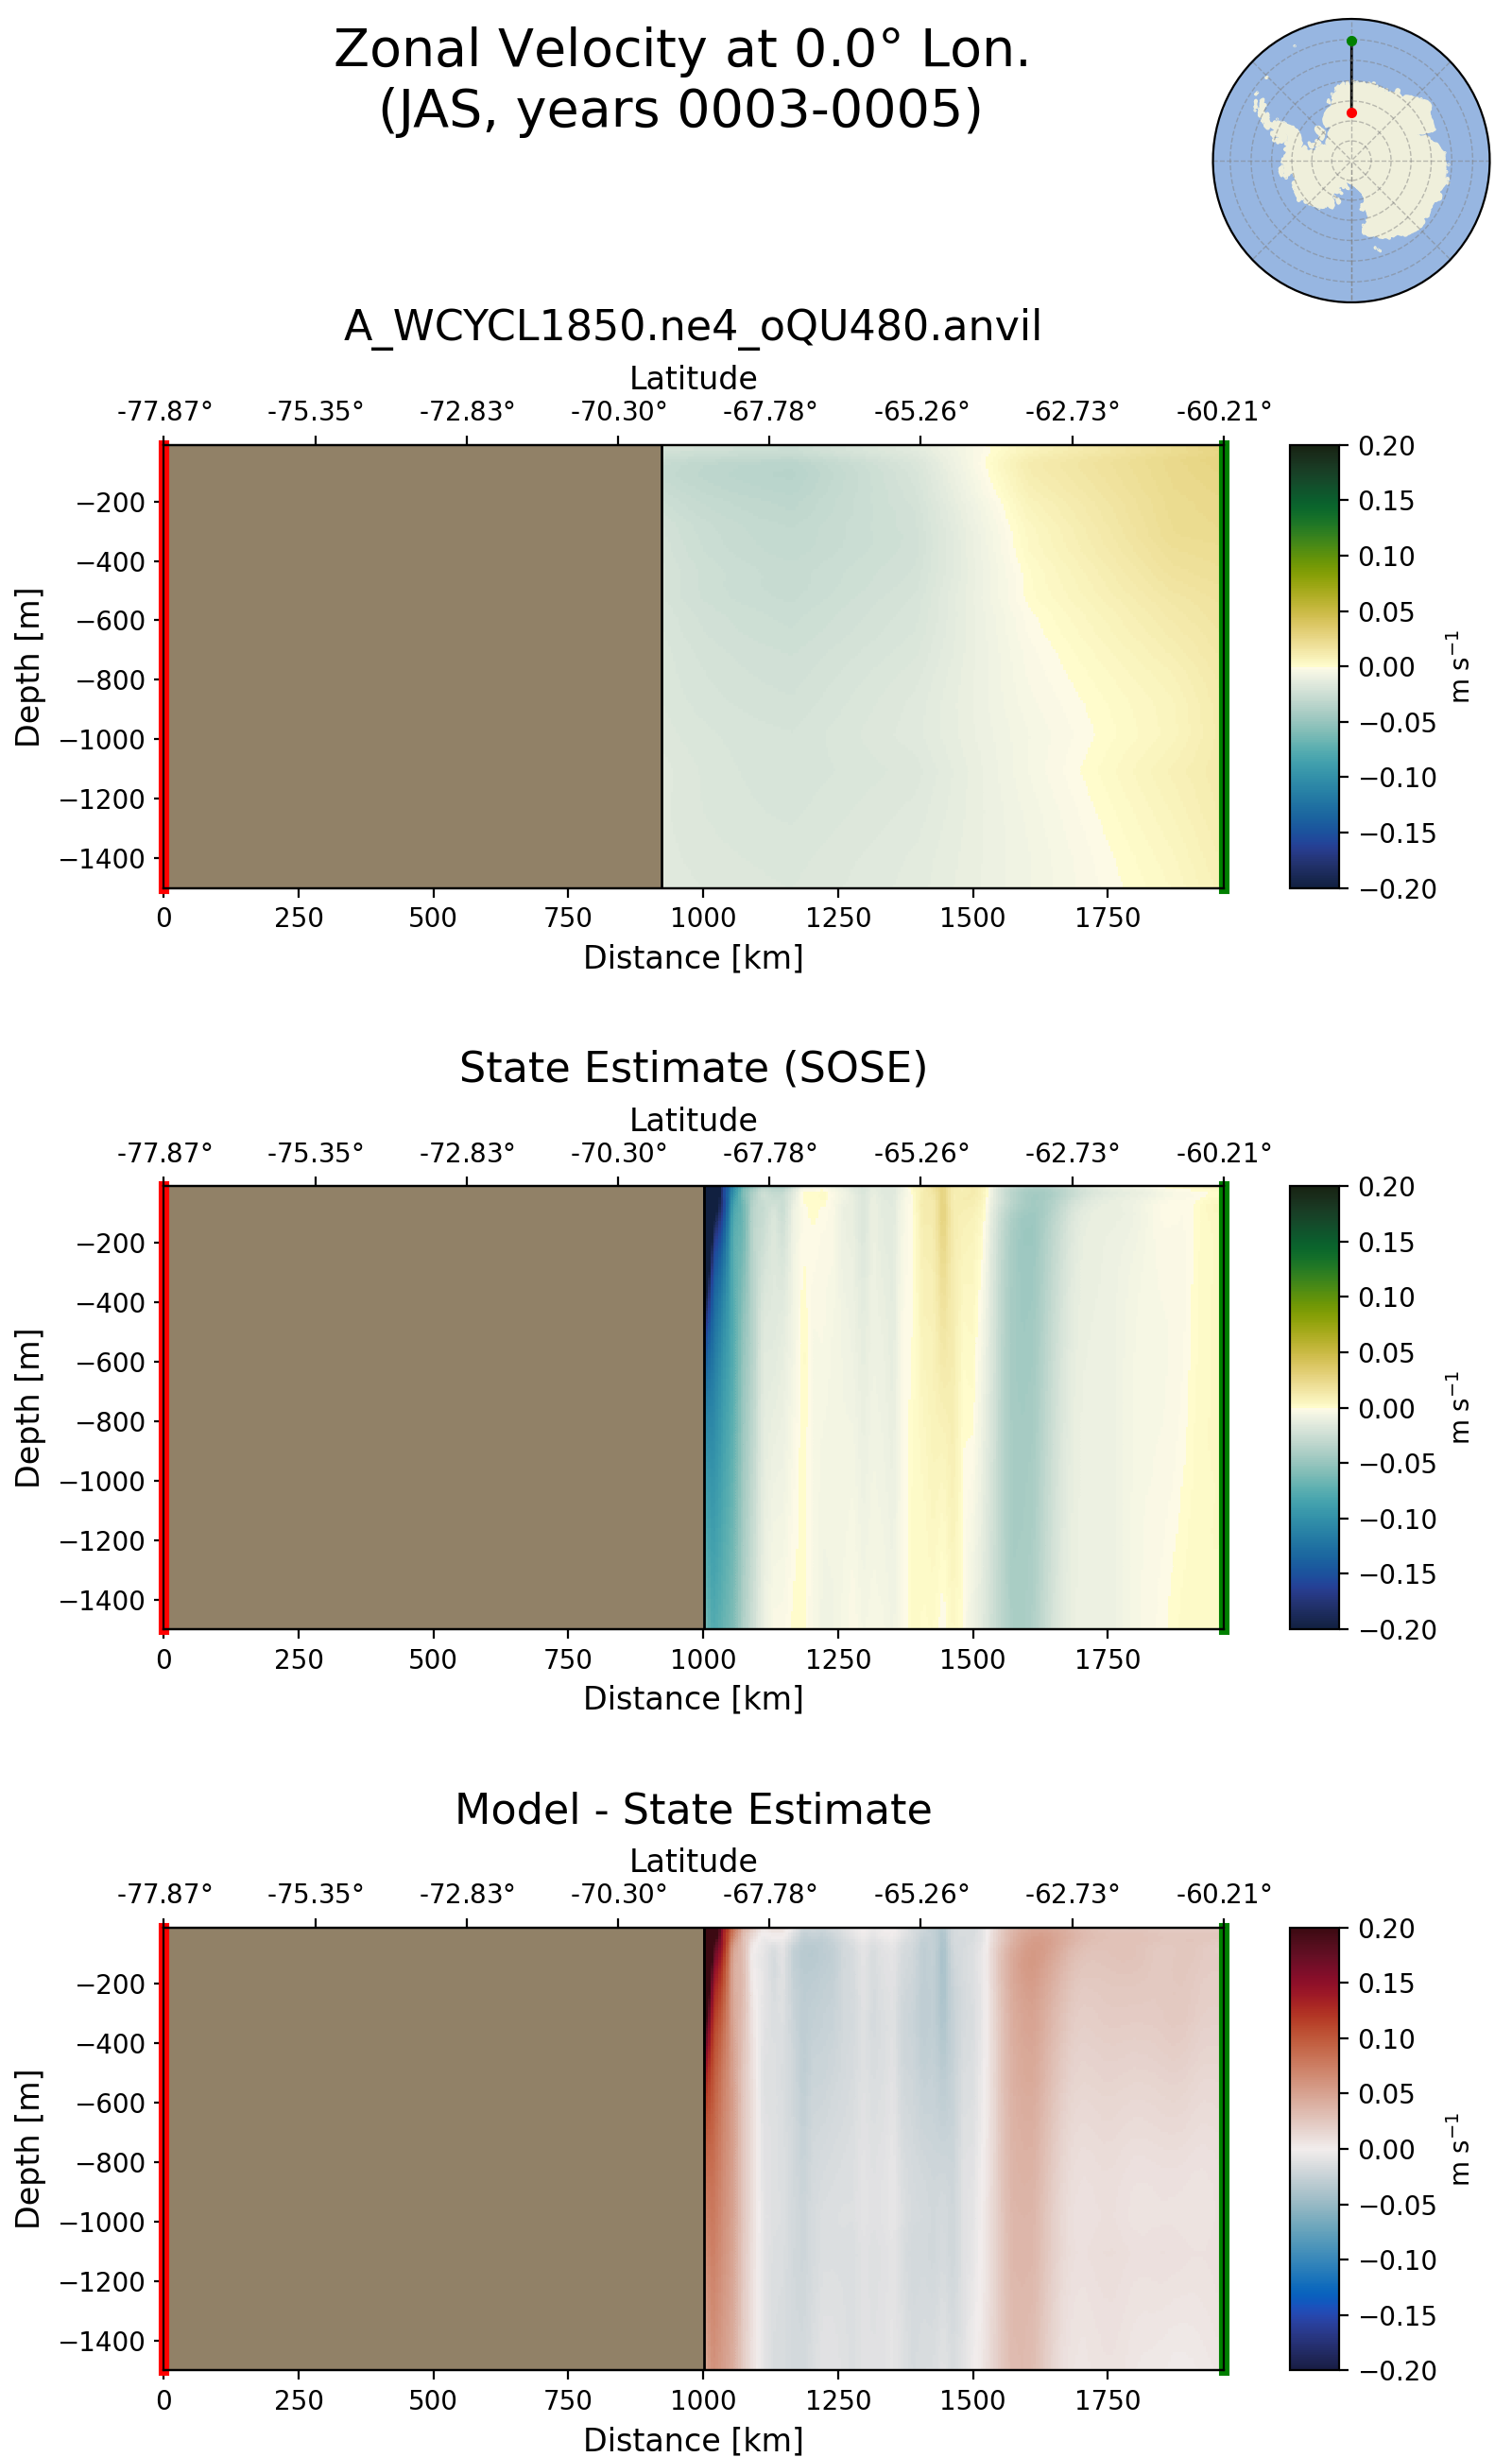 Zonal Velocity at 0.0° Lon.
(JAS, years 0003-0005)
A_WCYCL1850.ne4_oQU480.anvil
Latitude
-77.87° -75.35° -72.83° -70.30° -67.78° -65.26° -62.73° -60.21°
Depth [m]
−200
−400
−600
−800
−1000
−1200
−1400
0 250 500 750 1000 1250 1500 1750
Distance [km]
0.20
0.15
0.10
0.05
0.00
−0.05
−0.10
−0.15
−0.20
m s⁻¹
State Estimate (SOSE)
Latitude
-77.87° -75.35° -72.83° -70.30° -67.78° -65.26° -62.73° -60.21°
Depth [m]
−200
−400
−600
−800
−1000
−1200
−1400
0 250 500 750 1000 1250 1500 1750
Distance [km]
0.20
0.15
0.10
0.05
0.00
−0.05
−0.10
−0.15
−0.20
m s⁻¹
Model - State Estimate
Latitude
-77.87° -75.35° -72.83° -70.30° -67.78° -65.26° -62.73° -60.21°
Depth [m]
−200
−400
−600
−800
−1000
−1200
−1400
0 250 500 750 1000 1250 1500 1750
Distance [km]
0.20
0.15
0.10
0.05
0.00
−0.05
−0.10
−0.15
−0.20
m s⁻¹